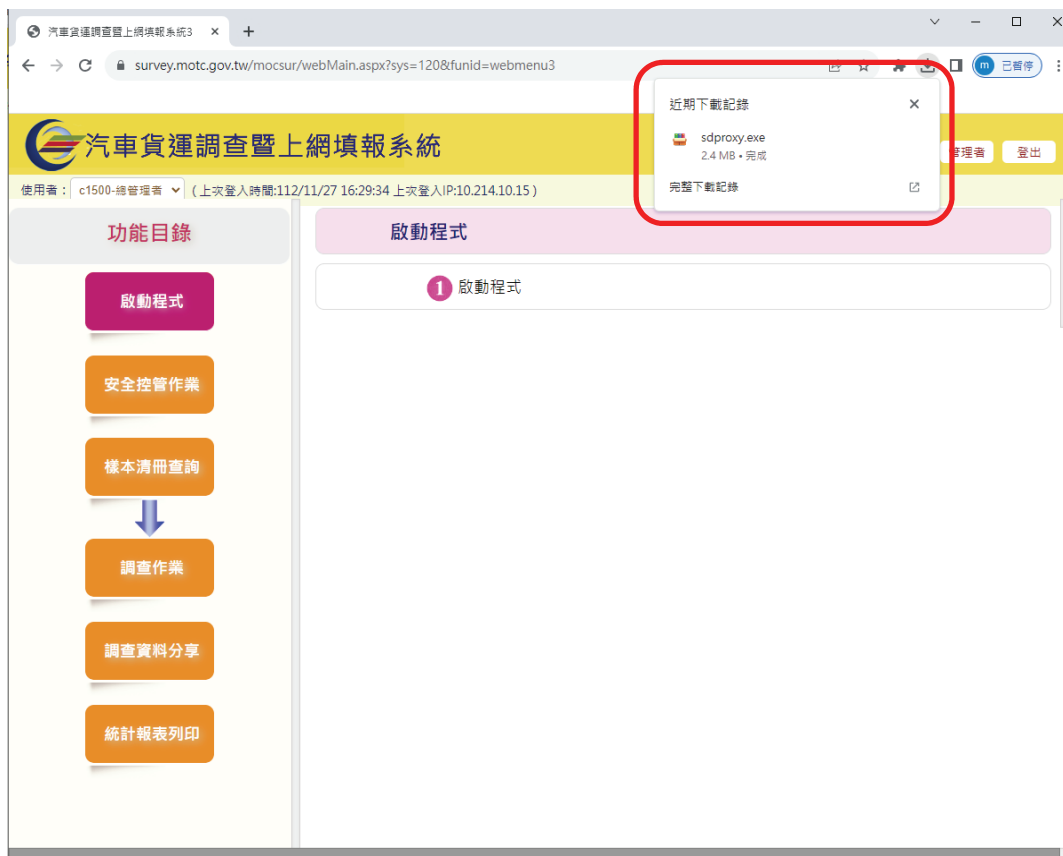 汽車貨運調查暨上網填報系統3
survey.motc.gov.tw/mocsur/webMain.aspx?sys=120&funid=webmenu3
m 已暫停
近期下載記錄
sdproxy.exe
2.4 MB • 完成
完整下載記錄
汽車貨運調查暨上網填報系統
管理者
登出
使用者： c1500-總管理者 (上次登入時間:112/11/27 16:29:34 上次登入IP:10.214.10.15)
功能目錄
啟動程式
1 啟動程式
啟動程式
安全控管作業
樣本清冊查詢
調查作業
調查資料分享
統計報表列印